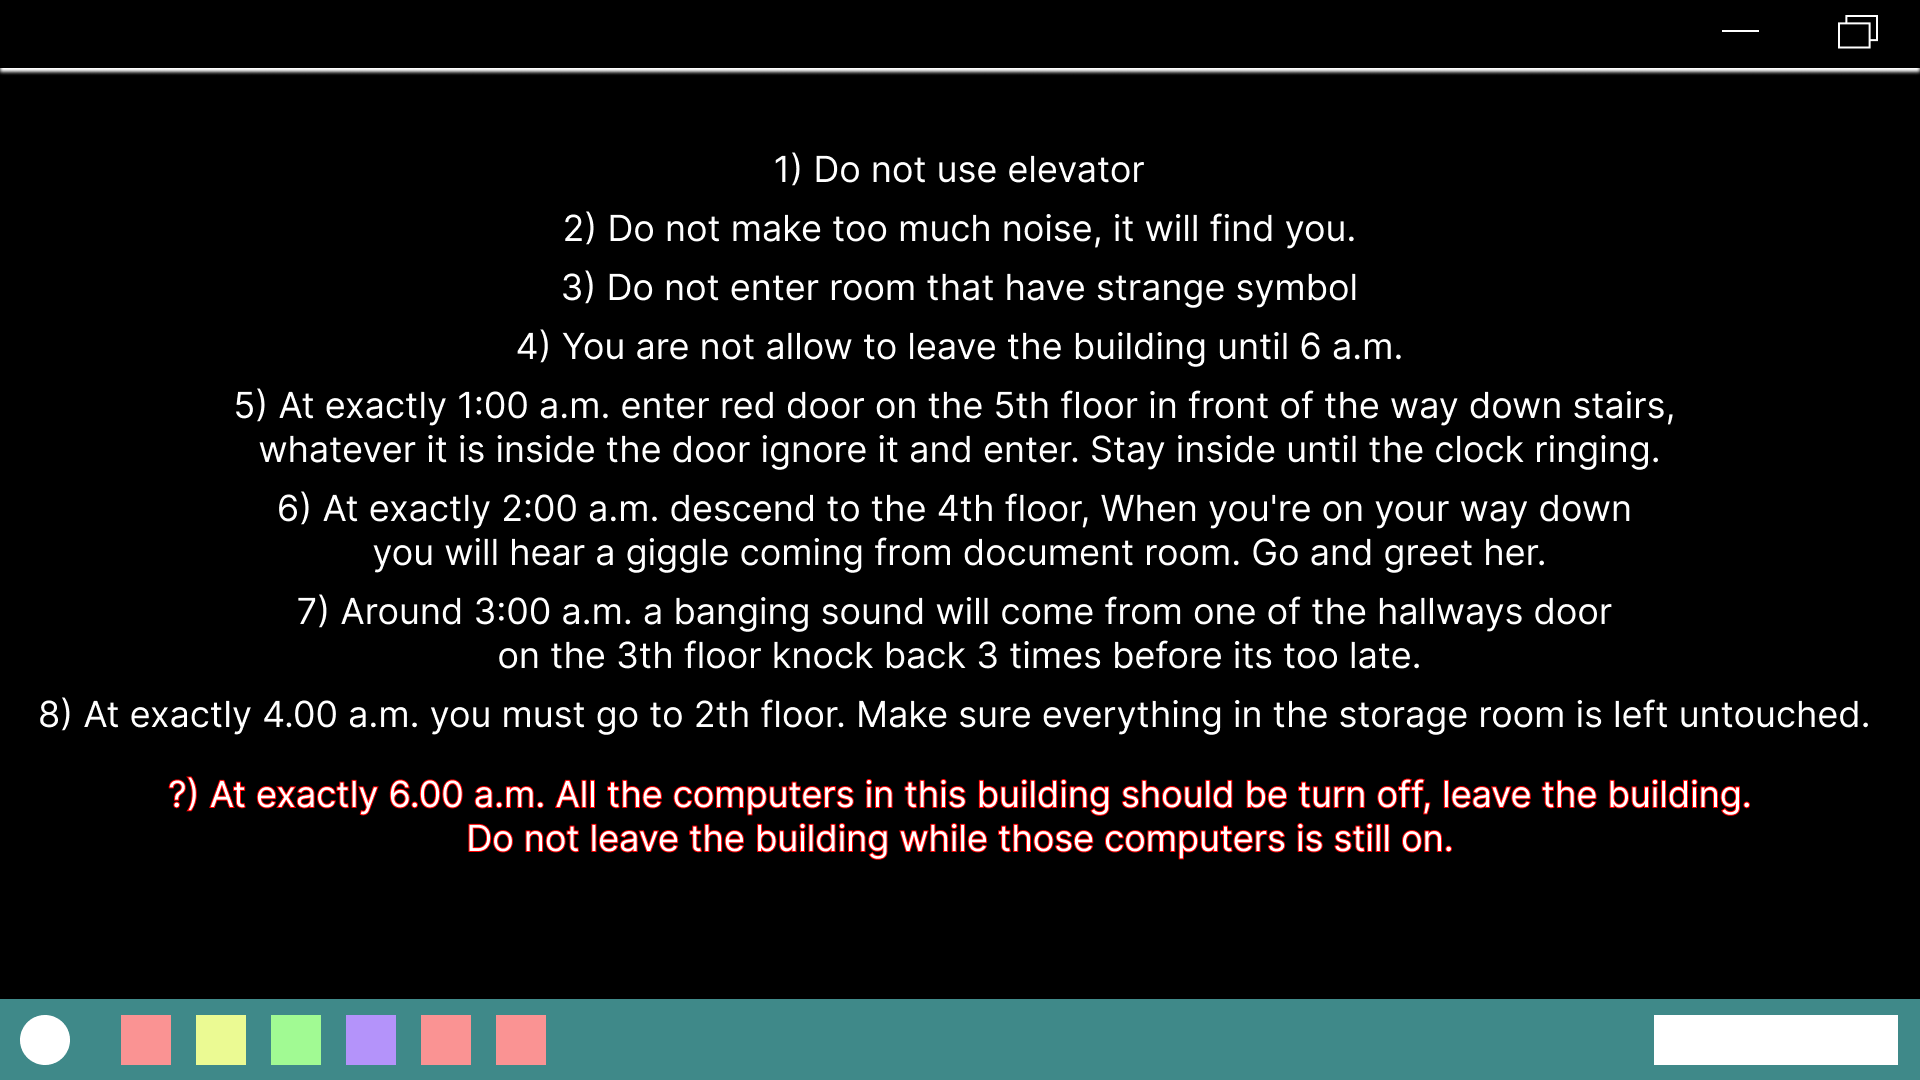 1) Do not use elevator
2) Do not make too much noise, it will find you.
3) Do not enter room that have strange symbol
4) You are not allow to leave the building until 6 a.m.
5) At exactly 1:00 a.m. enter red door on the 5th floor in front of the way down stairs,
whatever it is inside the door ignore it and enter. Stay inside until the clock ringing.
6) At exactly 2:00 a.m. descend to the 4th floor, When you're on your way down
you will hear a giggle coming from document room. Go and greet her.
7) Around 3:00 a.m. a banging sound will come from one of the hallways door
on the 3th floor knock back 3 times before its too late.
8) At exactly 4.00 a.m. you must go to 2th floor. Make sure everything in the storage room is left untouched.
?) At exactly 6.00 a.m. All the computers in this building should be turn off, leave the building.
Do not leave the building while those computers is still on.